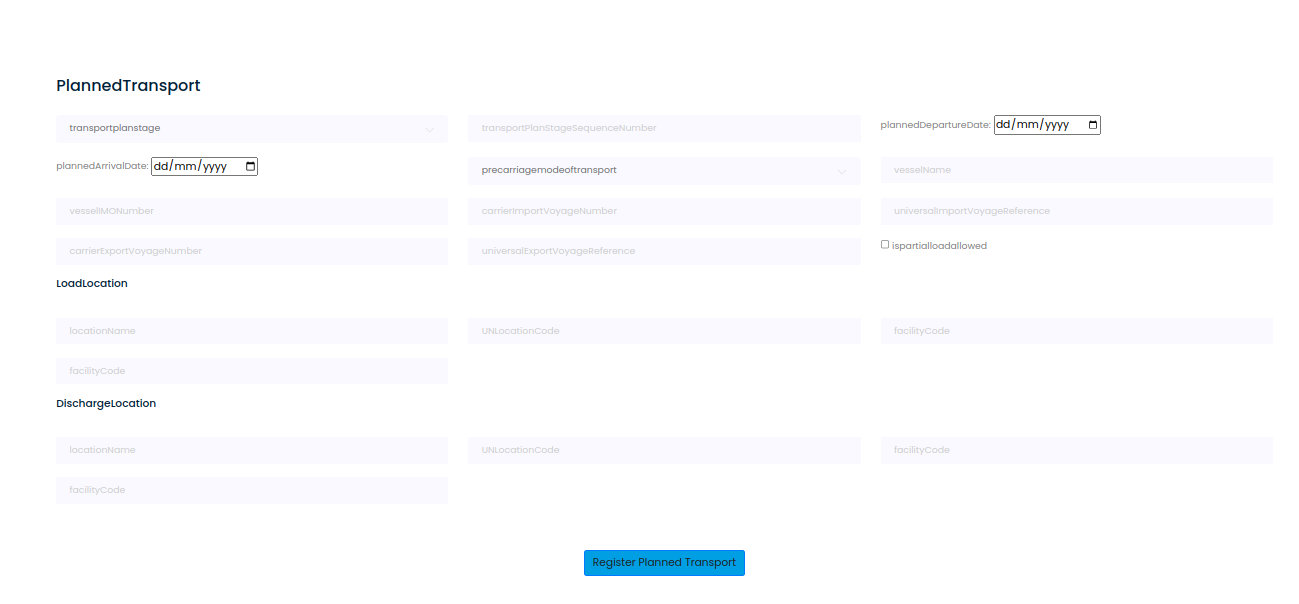 PlannedTransport
transportplanstage transportPlanStageSequenceNumber plannedDepartureDate: dd/mm/yyyy
plannedArrivalDate: dd/mm/yyyy precarriagemodeoftransport vesselName
vesselIMONumber carrierImportVoyageNumber universalImportVoyageReference
carrierExportVoyageNumber universalExportVoyageReference ispartialloadallowed
LoadLocation
locationName UNLocationCode facilityCode
facilityCode
DischargeLocation
locationName UNLocationCode facilityCode
facilityCode
Register Planned Transport